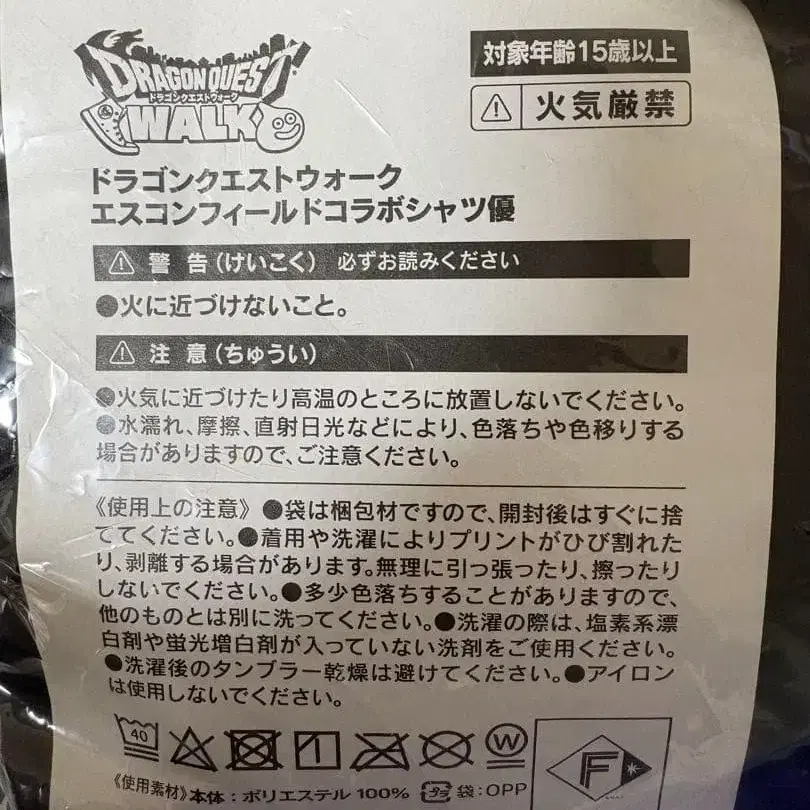 DRAGON QUEST
ドラゴンクエストウォーク
WALK
対象年齢15歳以上
火気厳禁
ドラゴンクエストウォーク
エスコンフィールドコラボシャツ優
警 告(けいこく) 必ずお読みください
●火に近づけないこと。
注 意(ちゅうい)
●火気に近づけたり高温のところに放置しないでください。
●水濡れ、摩擦、直射日光などにより、色落ちや色移りする
場合がありますので、ご注意ください。
《使用上の注意》●袋は梱包材ですので、開封後はすぐに捨
ててください。●着用や洗濯によりプリントがひび割れた
り、剥離する場合があります。無理に引っ張ったり、擦ったり
しないでください。●多少色落ちすることがありますので、
他のものとは別に洗ってください。●洗濯の際は、塩素系漂
白剤や蛍光増白剤が入っていない洗剤をご使用ください。
●洗濯後のタンブラー乾燥は避けてください。●アイロン
は使用しないでください。
40
W
F
《使用素材》本体:ポリエステル 100% プラ 袋:OPP